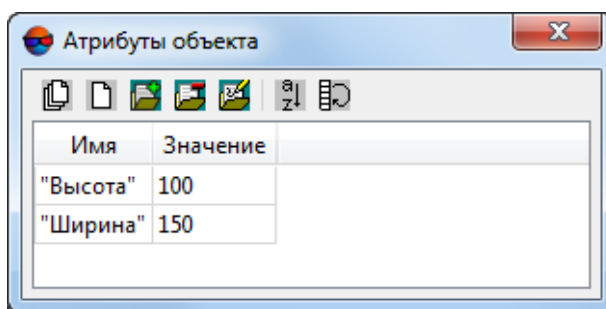 Атрибуты объекта
Имя Значение
"Высота" 100
"Ширина" 150